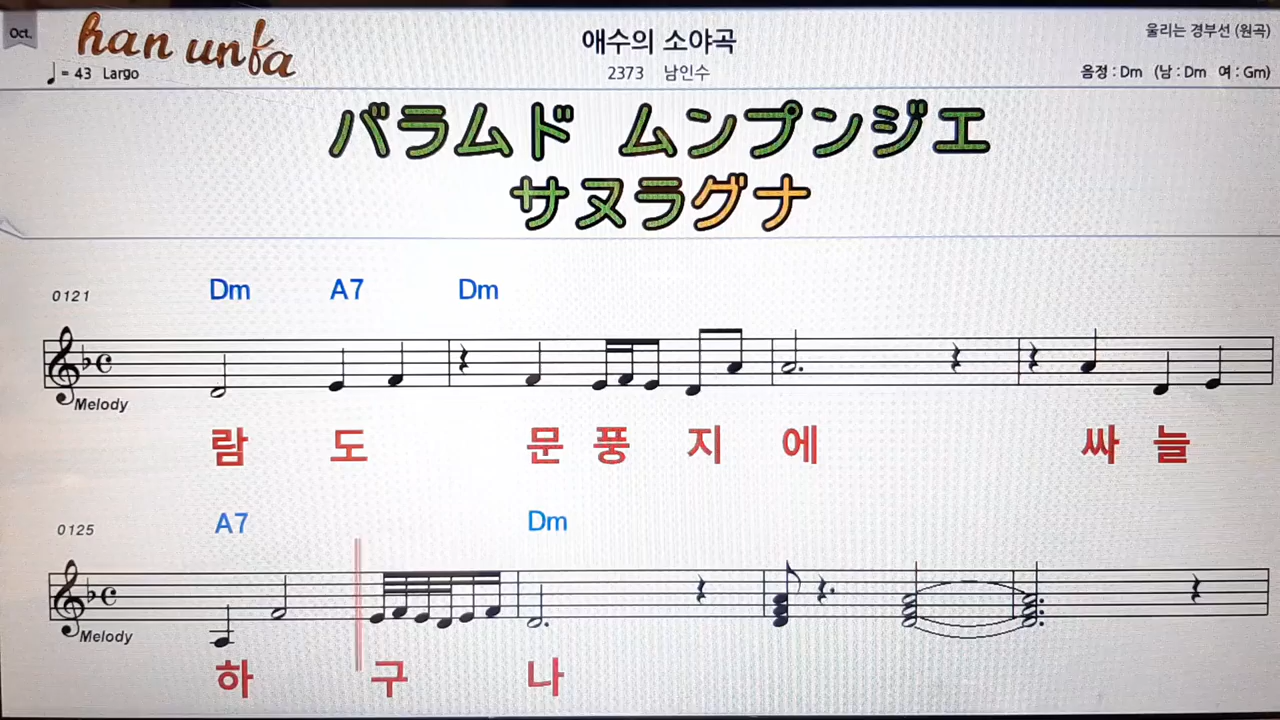 Oct.
han unfa
애수의 소야곡
울리는 경부선 (원곡)
♩= 43 Largo
2373 남인수
음정 : Dm (남 : Dm 여 : Gm)
バラムド ムンプンジエ
サヌラグナ
0121 Dm A7 Dm
Melody
람 도 문 풍 지 에 싸 늘
0125 A7 Dm
Melody
하 구 나